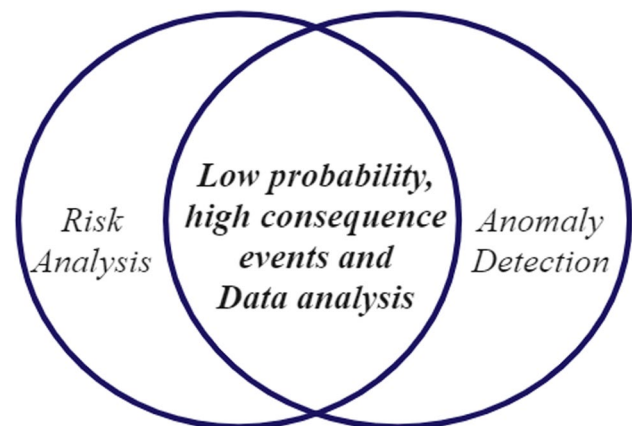 Risk
Analysis
Low probability,
high consequence
events and
Data analysis
Anomaly
Detection